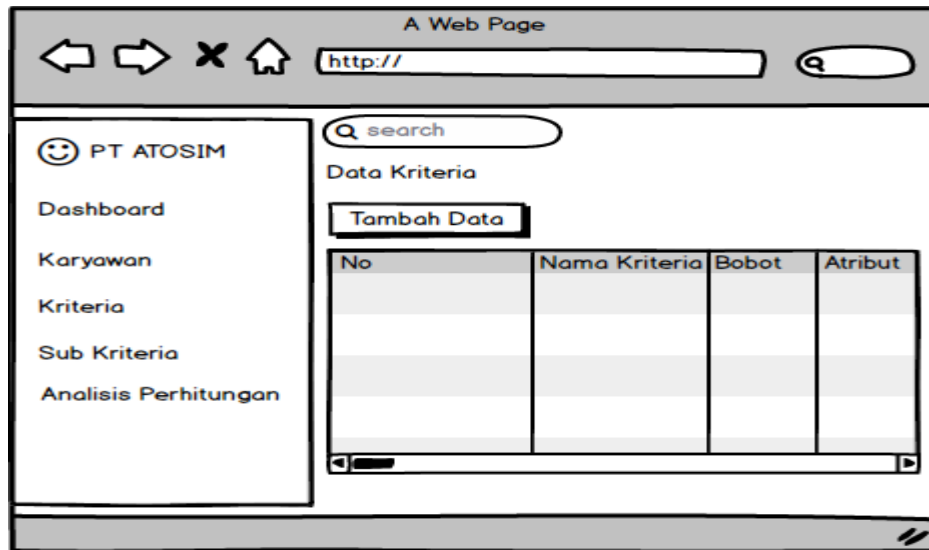 A Web Page
http://
PT ATOSIM
Dashboard
Karyawan
Kriteria
Sub Kriteria
Analisis Perhitungan
search
Data Kriteria
Tambah Data
No Nama Kriteria Bobot Atribut